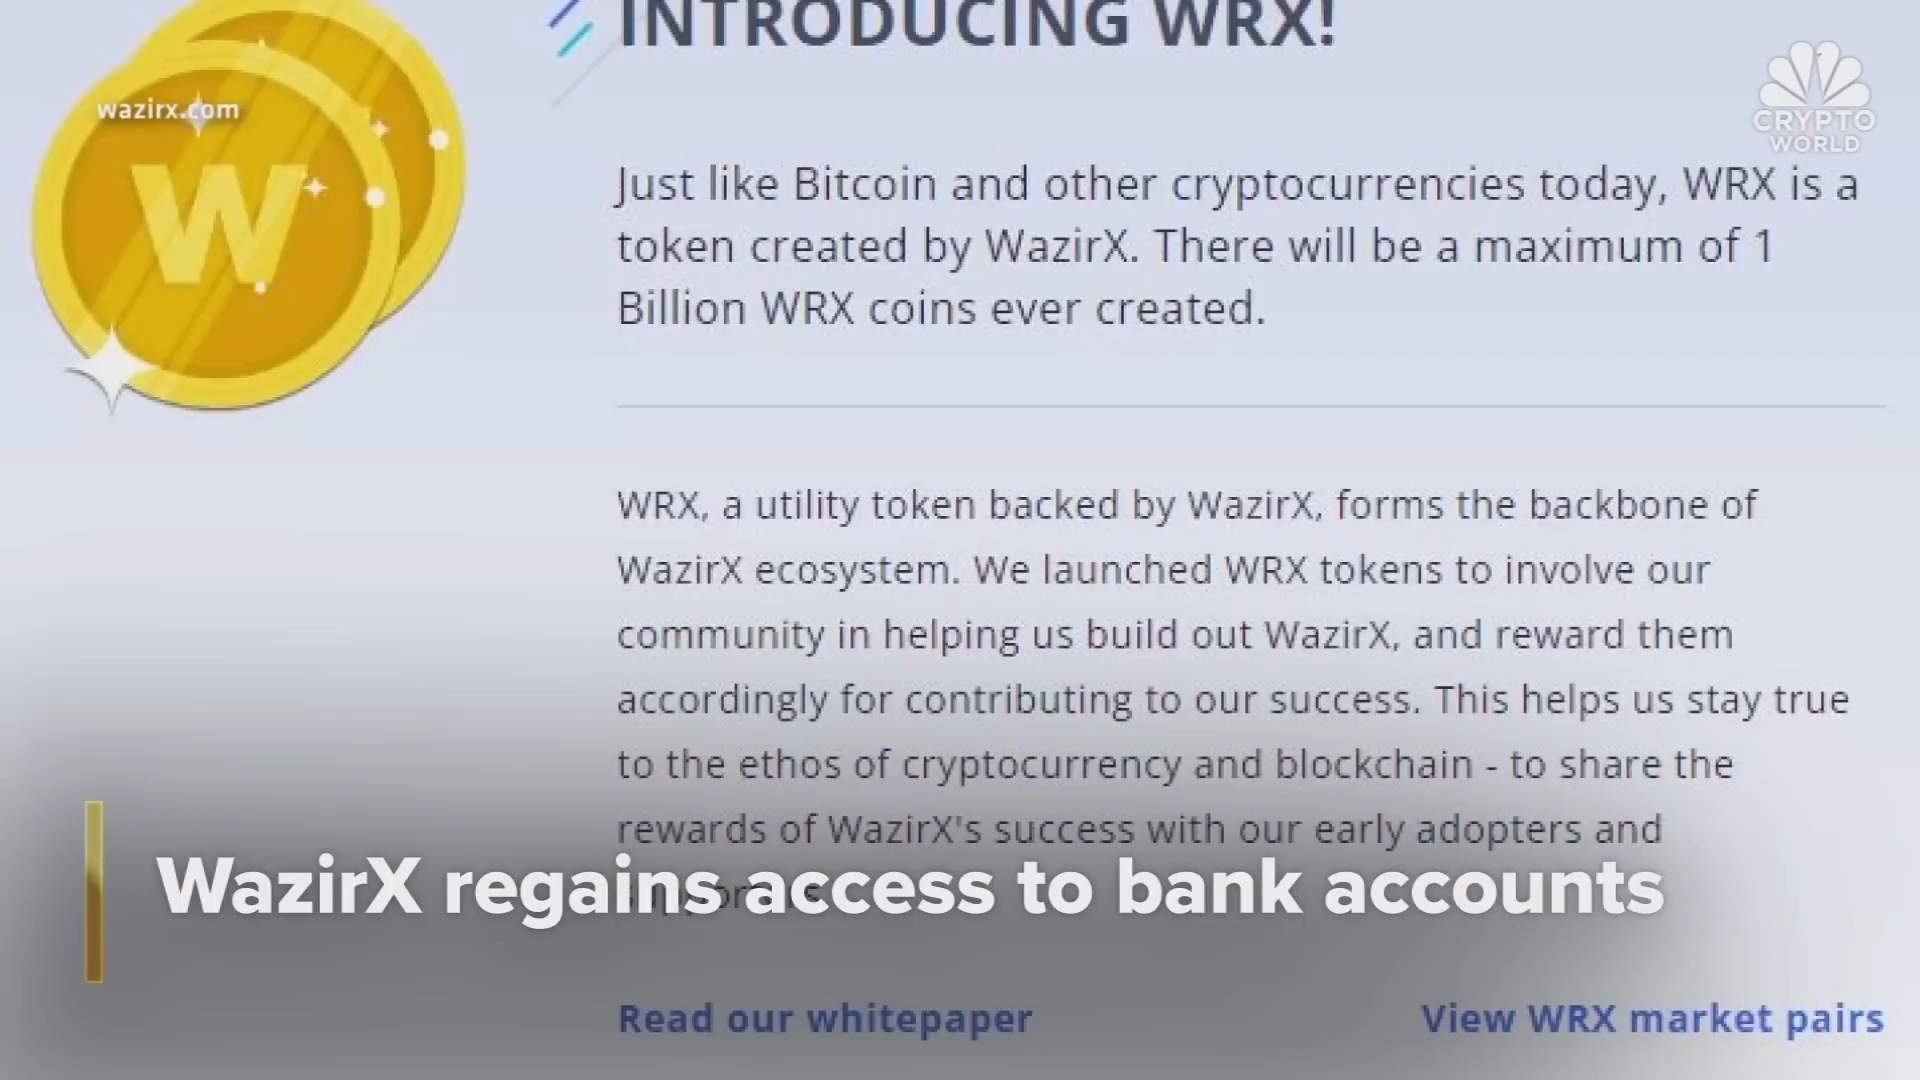 INTRODUCING WRX!
wazirx.com
W
CRYPTO
WORLD
Just like Bitcoin and other cryptocurrencies today, WRX is a
token created by WazirX. There will be a maximum of 1
Billion WRX coins ever created.
WRX, a utility token backed by WazirX, forms the backbone of
WazirX ecosystem. We launched WRX tokens to involve our
community in helping us build out WazirX, and reward them
accordingly for contributing to our success. This helps us stay true
to the ethos of cryptocurrency and blockchain - to share the
rewards of WazirX's success with our early adopters and
WazirX regains access to bank accounts
Read our whitepaper
View WRX market pairs